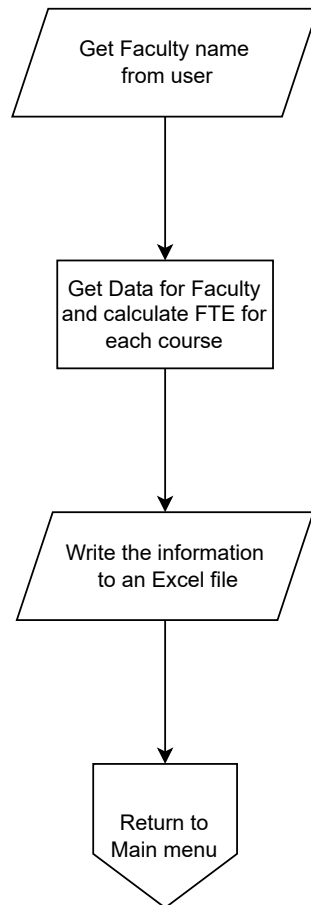 Get Faculty name
from user
Get Data for Faculty
and calculate FTE for
each course
Write the information
to an Excel file
Return to
Main menu